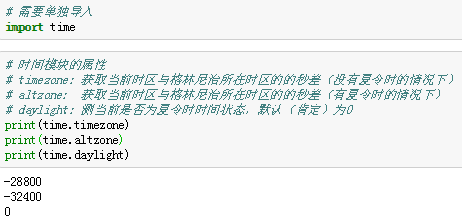 # 需要单独导入
import time
# 时间模块的属性
# timezone: 获取当前时区与格林尼治所在时区的的秒差（没有夏令时的情况下）
# altzone:  获取当前时区与格林尼治所在时区的的秒差（有夏令时的情况下）
# daylight: 测当前是否为夏令时时间状态，默认（肯定）为0
print(time.timezone)
print(time.altzone)
print(time.daylight)
-28800
-32400
0